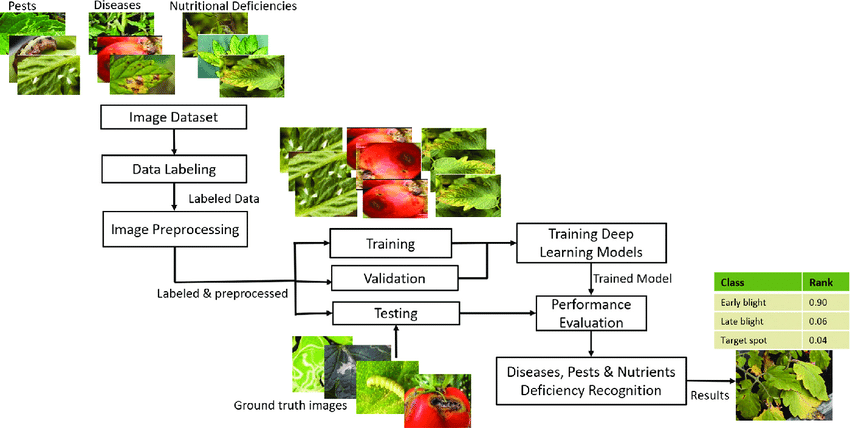 Pests
Diseases
Nutritional Deficiencies
Image Dataset
Data Labeling
Labeled Data
Image Preprocessing
Labeled & preprocessed
Training
Validation
Testing
Ground truth images
Training Deep
Learning Models
Trained Model
Performance
Evaluation
Diseases, Pests & Nutrients
Deficiency Recognition
Results
Class Rank
Early blight 0.90
Late blight 0.06
Target spot 0.04